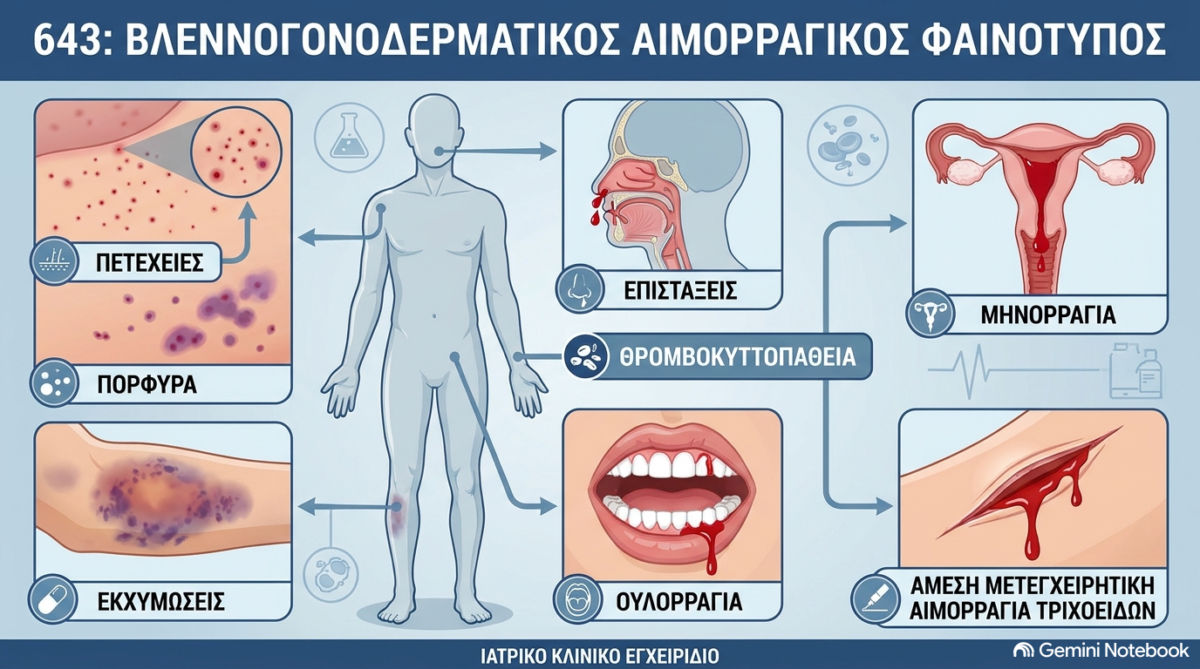 643: ΒΛΕΝΝΟΓΟΝΟΔΕΡΜΑΤΙΚΟΣ ΑΙΜΟΡΡΑΓΙΚΟΣ ΦΑΙΝΟΤΥΠΟΣ
ΠΕΤΕΧΕΙΕΣ
ΠΟΡΦΥΡΑ
ΕΚΧΥΜΩΣΕΙΣ
ΕΠΙΣΤΑΞΕΙΣ
ΘΡΟΜΒΟΚΥΤΤΟΠΑΘΕΙΑ
ΟΥΛΟΡΡΑΓΙΑ
ΜΗΝΟΡΡΑΓΙΑ
ΑΜΕΣΗ ΜΕΤΕΓΧΕΙΡΗΤΙΚΗ
ΑΙΜΟΡΡΑΓΙΑ ΤΡΙΧΟΕΙΔΩΝ
ΙΑΤΡΙΚΟ ΚΛΙΝΙΚΟ ΕΓΧΕΙΡΙΔΙΟ
Gemini Notebook